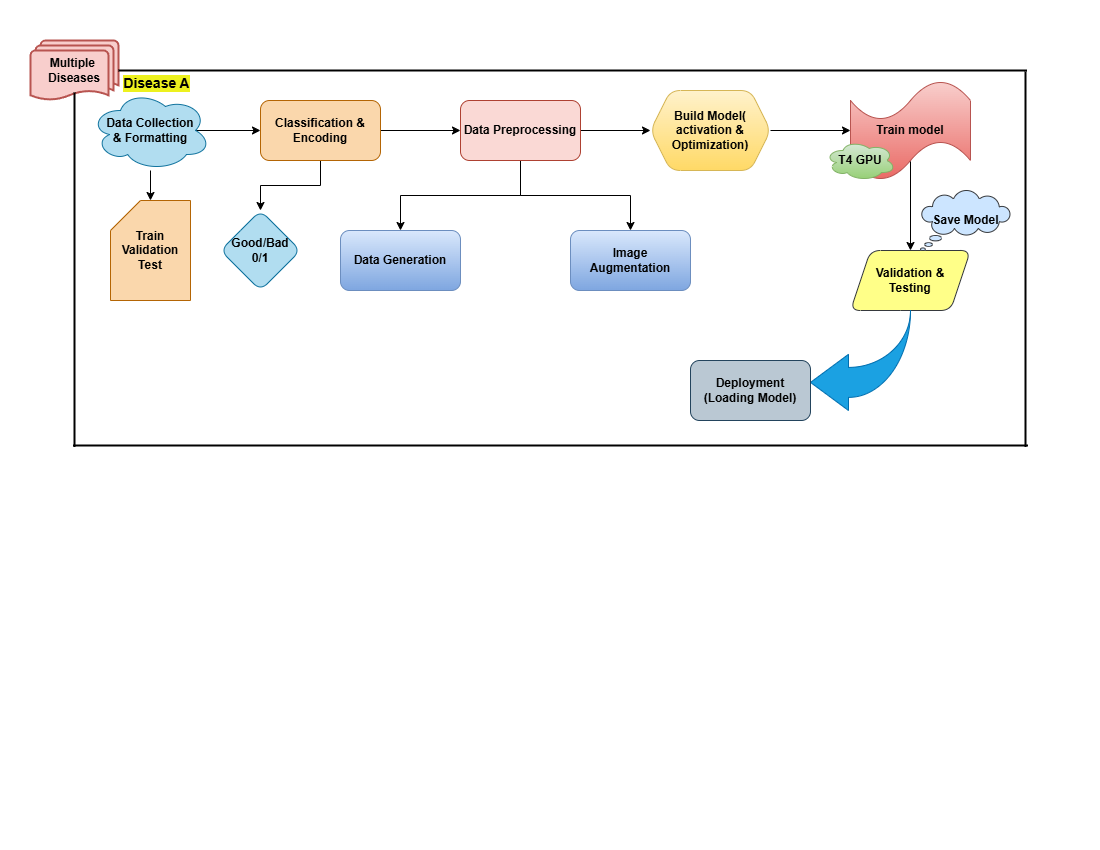 Multiple
Diseases
Disease A
Data Collection
& Formatting
Classification &
Encoding
Data Preprocessing
Build Model(
activation &
Optimization)
Train model
T4 GPU
Train
Validation
Test
Good/Bad
0/1
Data Generation
Image
Augmentation
Save Model
Validation &
Testing
Deployment
(Loading Model)